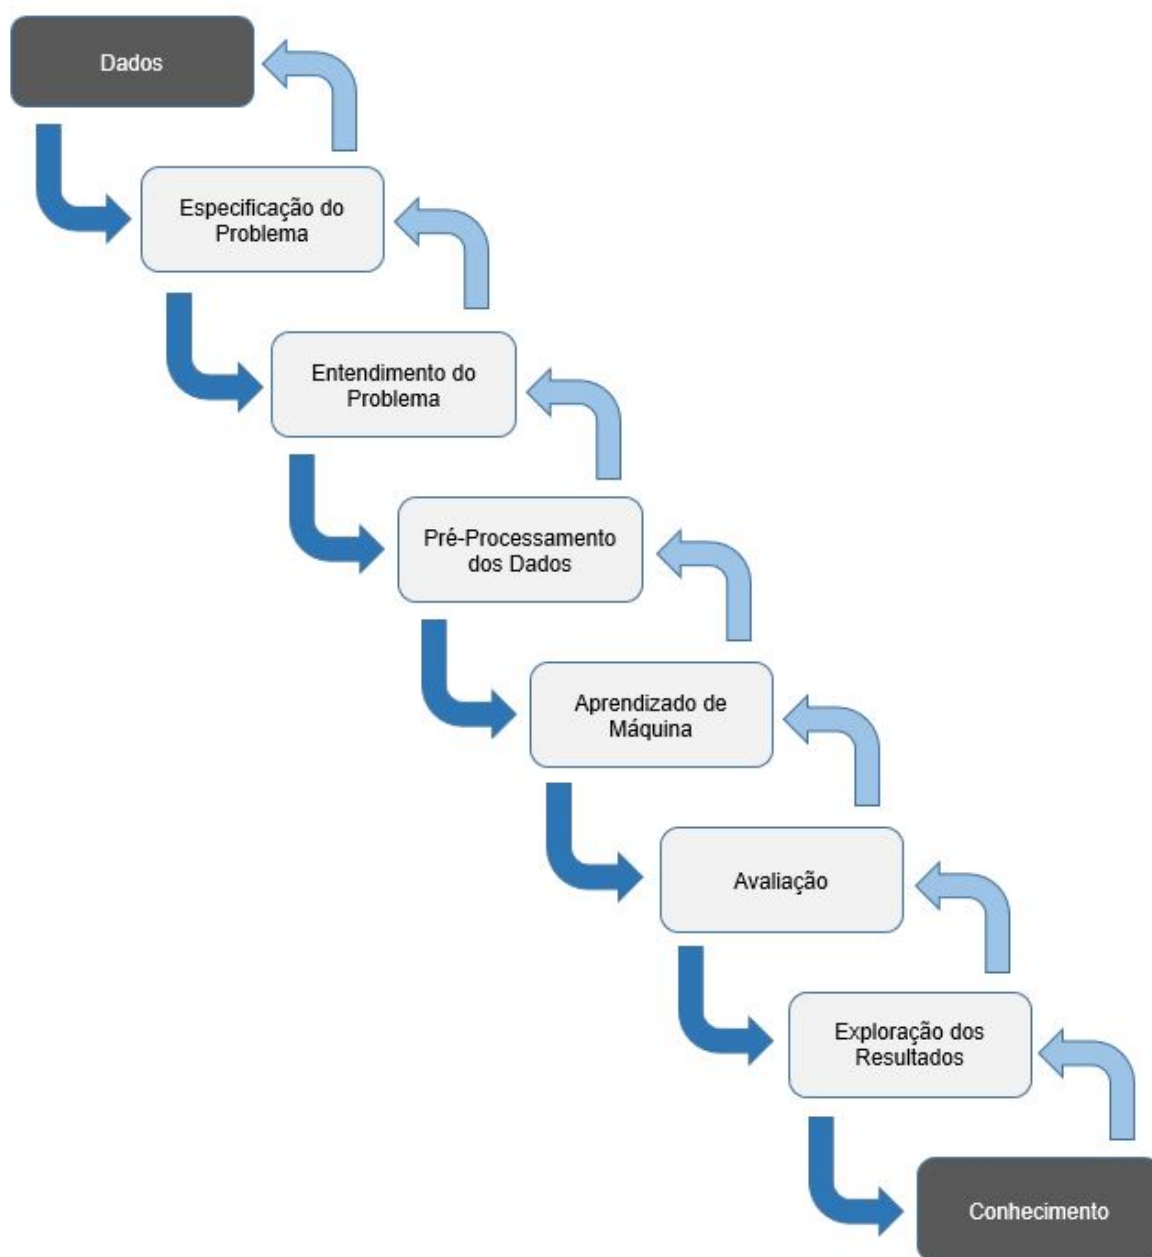 Dados
Especificação do
Problema
Entendimento do
Problema
Pré-Processamento
dos Dados
Aprendizado de
Máquina
Avaliação
Exploração dos
Resultados
Conhecimento